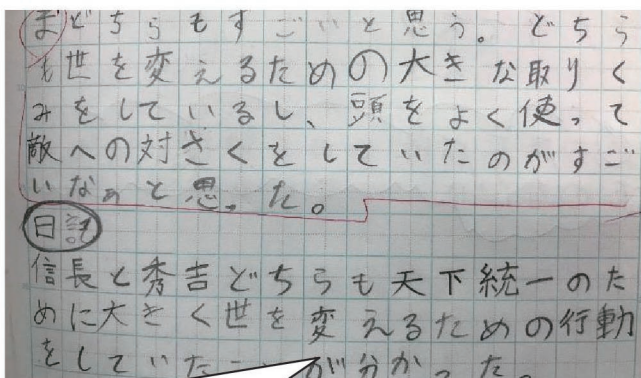 まどちらもすごいと思う。どちら
も世を変えるための大きな取りく
みをしているし、頭をよく使って
敵への対さくをしていたのがすご
いなぁと思った。
日記
信長と秀吉どちらも天下統一のた
めに大きく世を変えるための行動
をしていた が分かった。